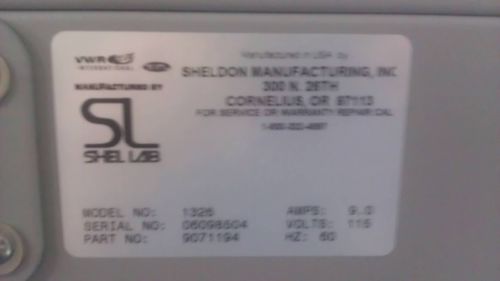 VWR
INTERNATIONAL
MANUFACTURED BY
SL
SHEL LAB
Manufactured in USA by
SHELDON MANUFACTURING, INC
300 N. 26TH
CORNELIUS, OR 97113
FOR SERVICE OR WARRANTY REPAIR CAL
MODEL NO: 1326
SERIAL NO: 06098504
PART NO: 9071194
AMPS: 9.0
VOLTS: 115
HZ: 60